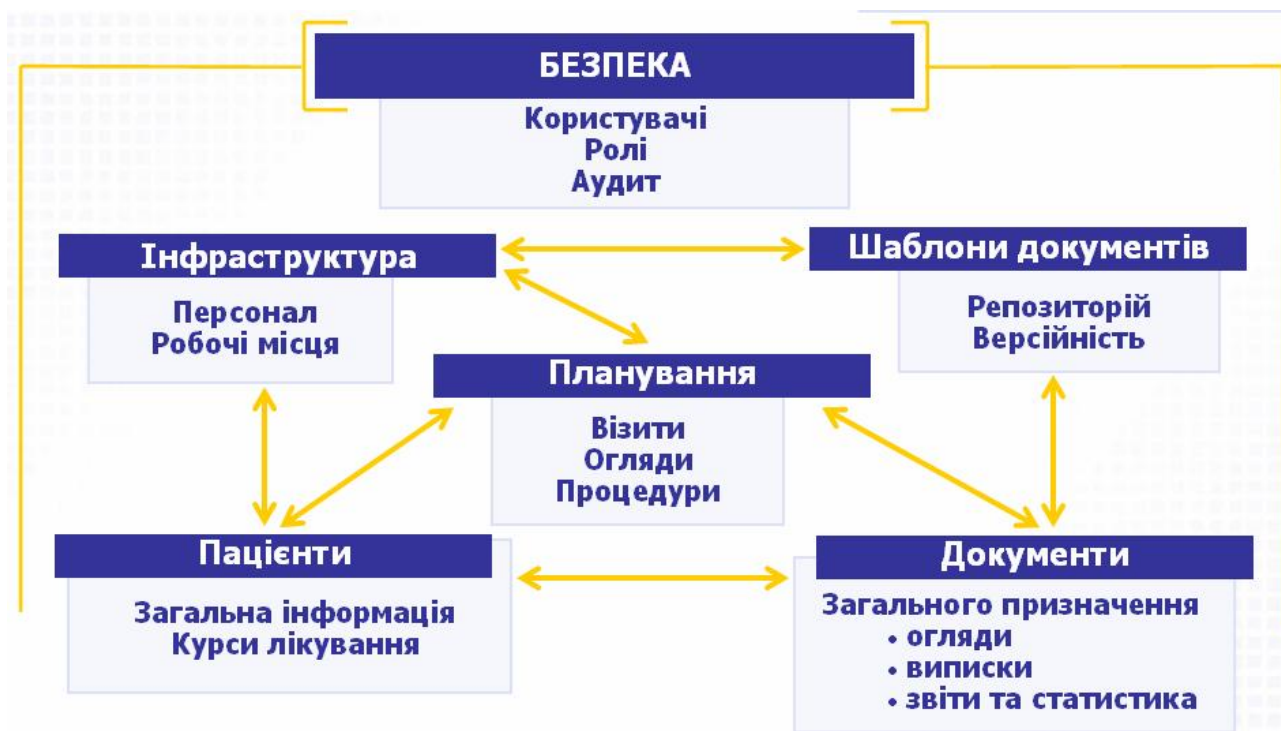 БЕЗПЕКА
Користувачі
Ролі
Аудит
Інфраструктура
Персонал
Робочі місця
Шаблони документів
Репозиторій
Версійність
Планування
Візити
Огляди
Процедури
Пацієнти
Загальна інформація
Курси лікування
Документи
Загального призначення
• огляди
• виписки
• звіти та статистика